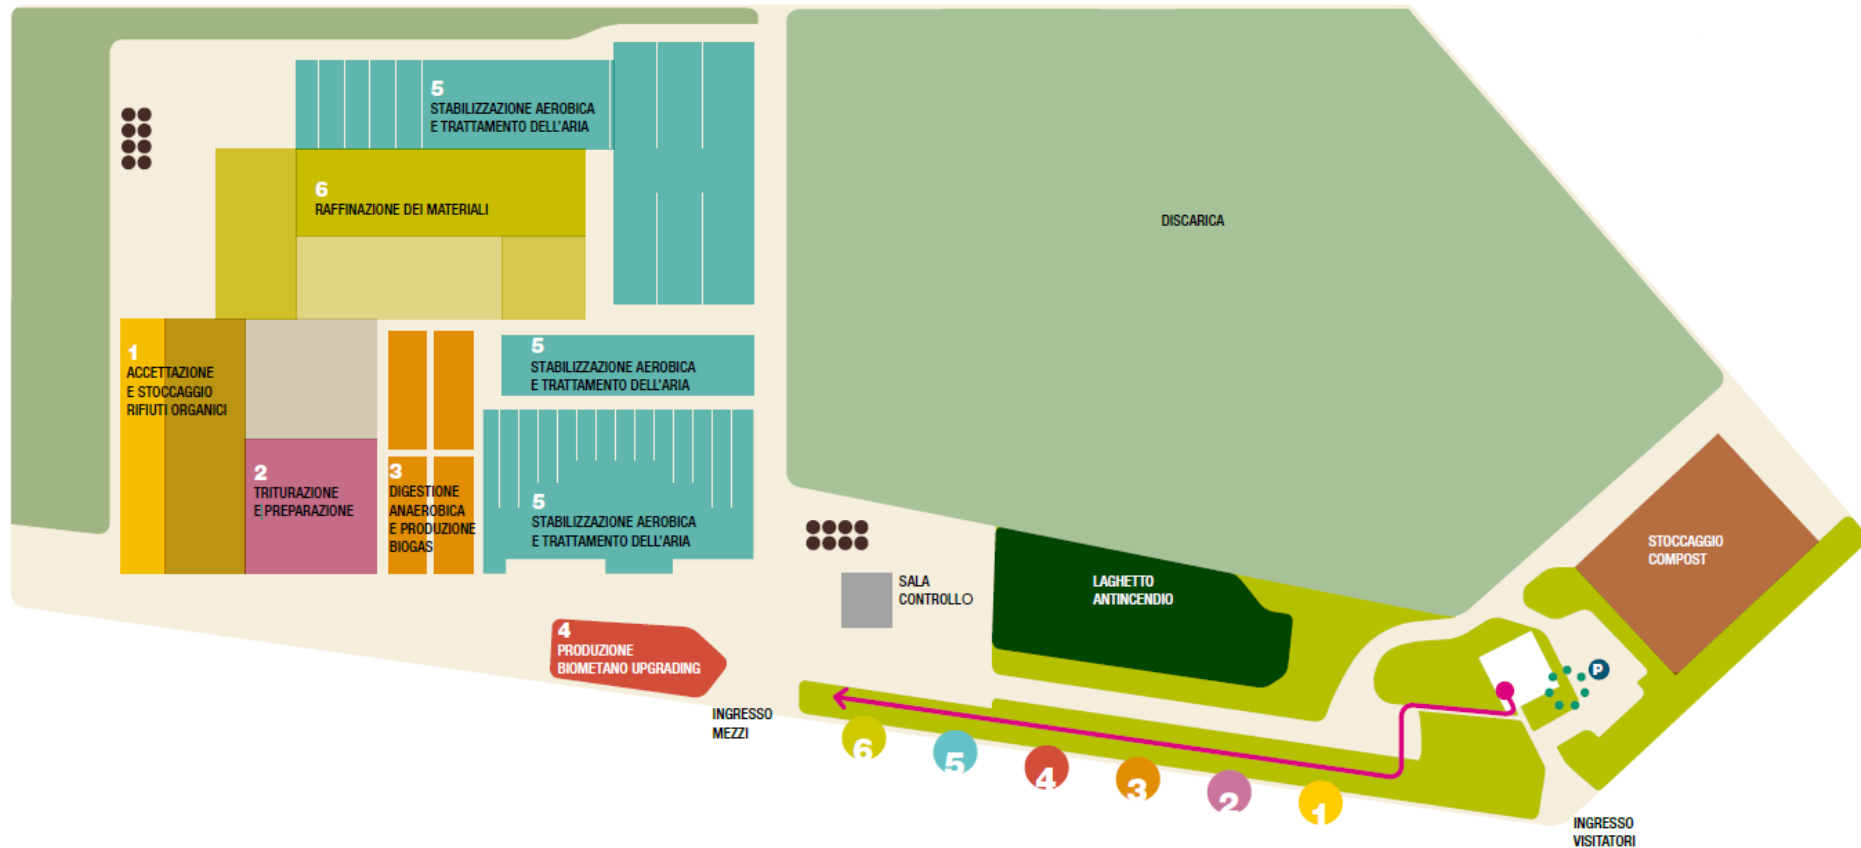 5
STABILIZZAZIONE AEROBICA
E TRATTAMENTO DELL'ARIA
6
RAFFINAZIONE DEI MATERIALI
DISCARICA
1
ACCETTAZIONE
E STOCCAGGIO
RIFIUTI ORGANICI
2
TRITURAZIONE
E PREPARAZIONE
3
DIGESTIONE
ANAEROBICA
E PRODUZIONE
BIOGAS
5
STABILIZZAZIONE AEROBICA
E TRATTAMENTO DELL'ARIA
5
STABILIZZAZIONE AEROBICA
E TRATTAMENTO DELL'ARIA
SALA
CONTROLLO
LAGHETTO
ANTINCENDIO
STOCCAGGIO
COMPOST
4
PRODUZIONE
BIOMETANO UPGRADING
P
INGRESSO
MEZZI
6
5
4
3
2
1
INGRESSO
VISITATORI